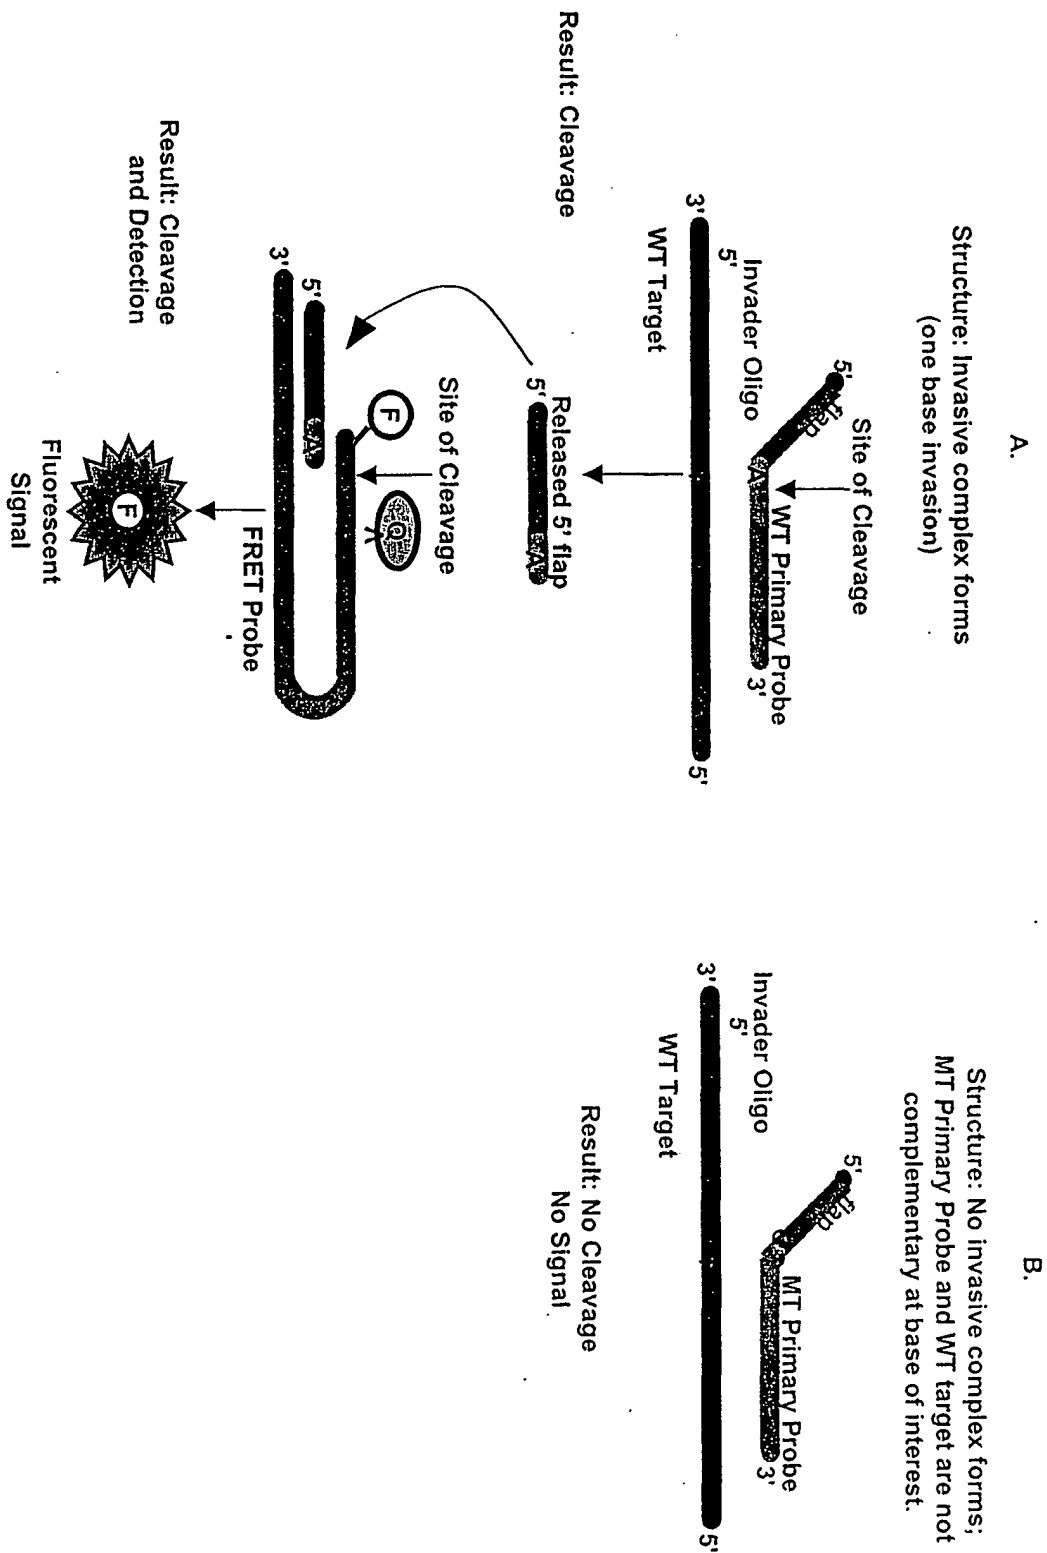 A.
Structure: Invasive complex forms
(one base invasion)
5'
flap
Site of Cleavage
A
WT Primary Probe
3'
Invader Oligo
5'
3'
5'
WT Target
Result: Cleavage
Released 5' flap
5'
A
Site of Cleavage
F
Q
5'
A
3'
FRET Probe
Result: Cleavage
and Detection
F
Fluorescent
Signal
B.
Structure: No invasive complex forms;
MT Primary Probe and WT target are not
complementary at base of interest.
5'
flap
MT Primary Probe
3'
Invader Oligo
5'
3'
5'
WT Target
Result: No Cleavage
No Signal